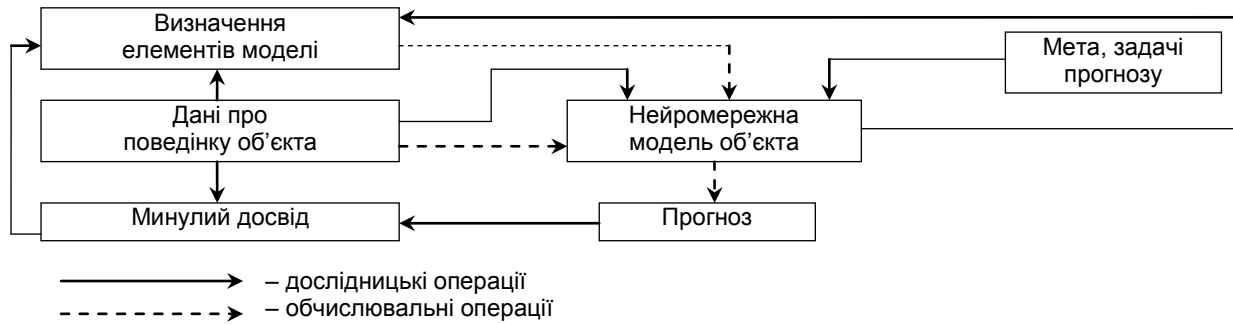 Визначення
елементів моделі
Мета, задачі
прогнозу
Дані про
поведінку об’єкта
Нейромережна
модель об’єкта
Минулий досвід
Прогноз
– дослідницькі операції
– обчислювальні операції